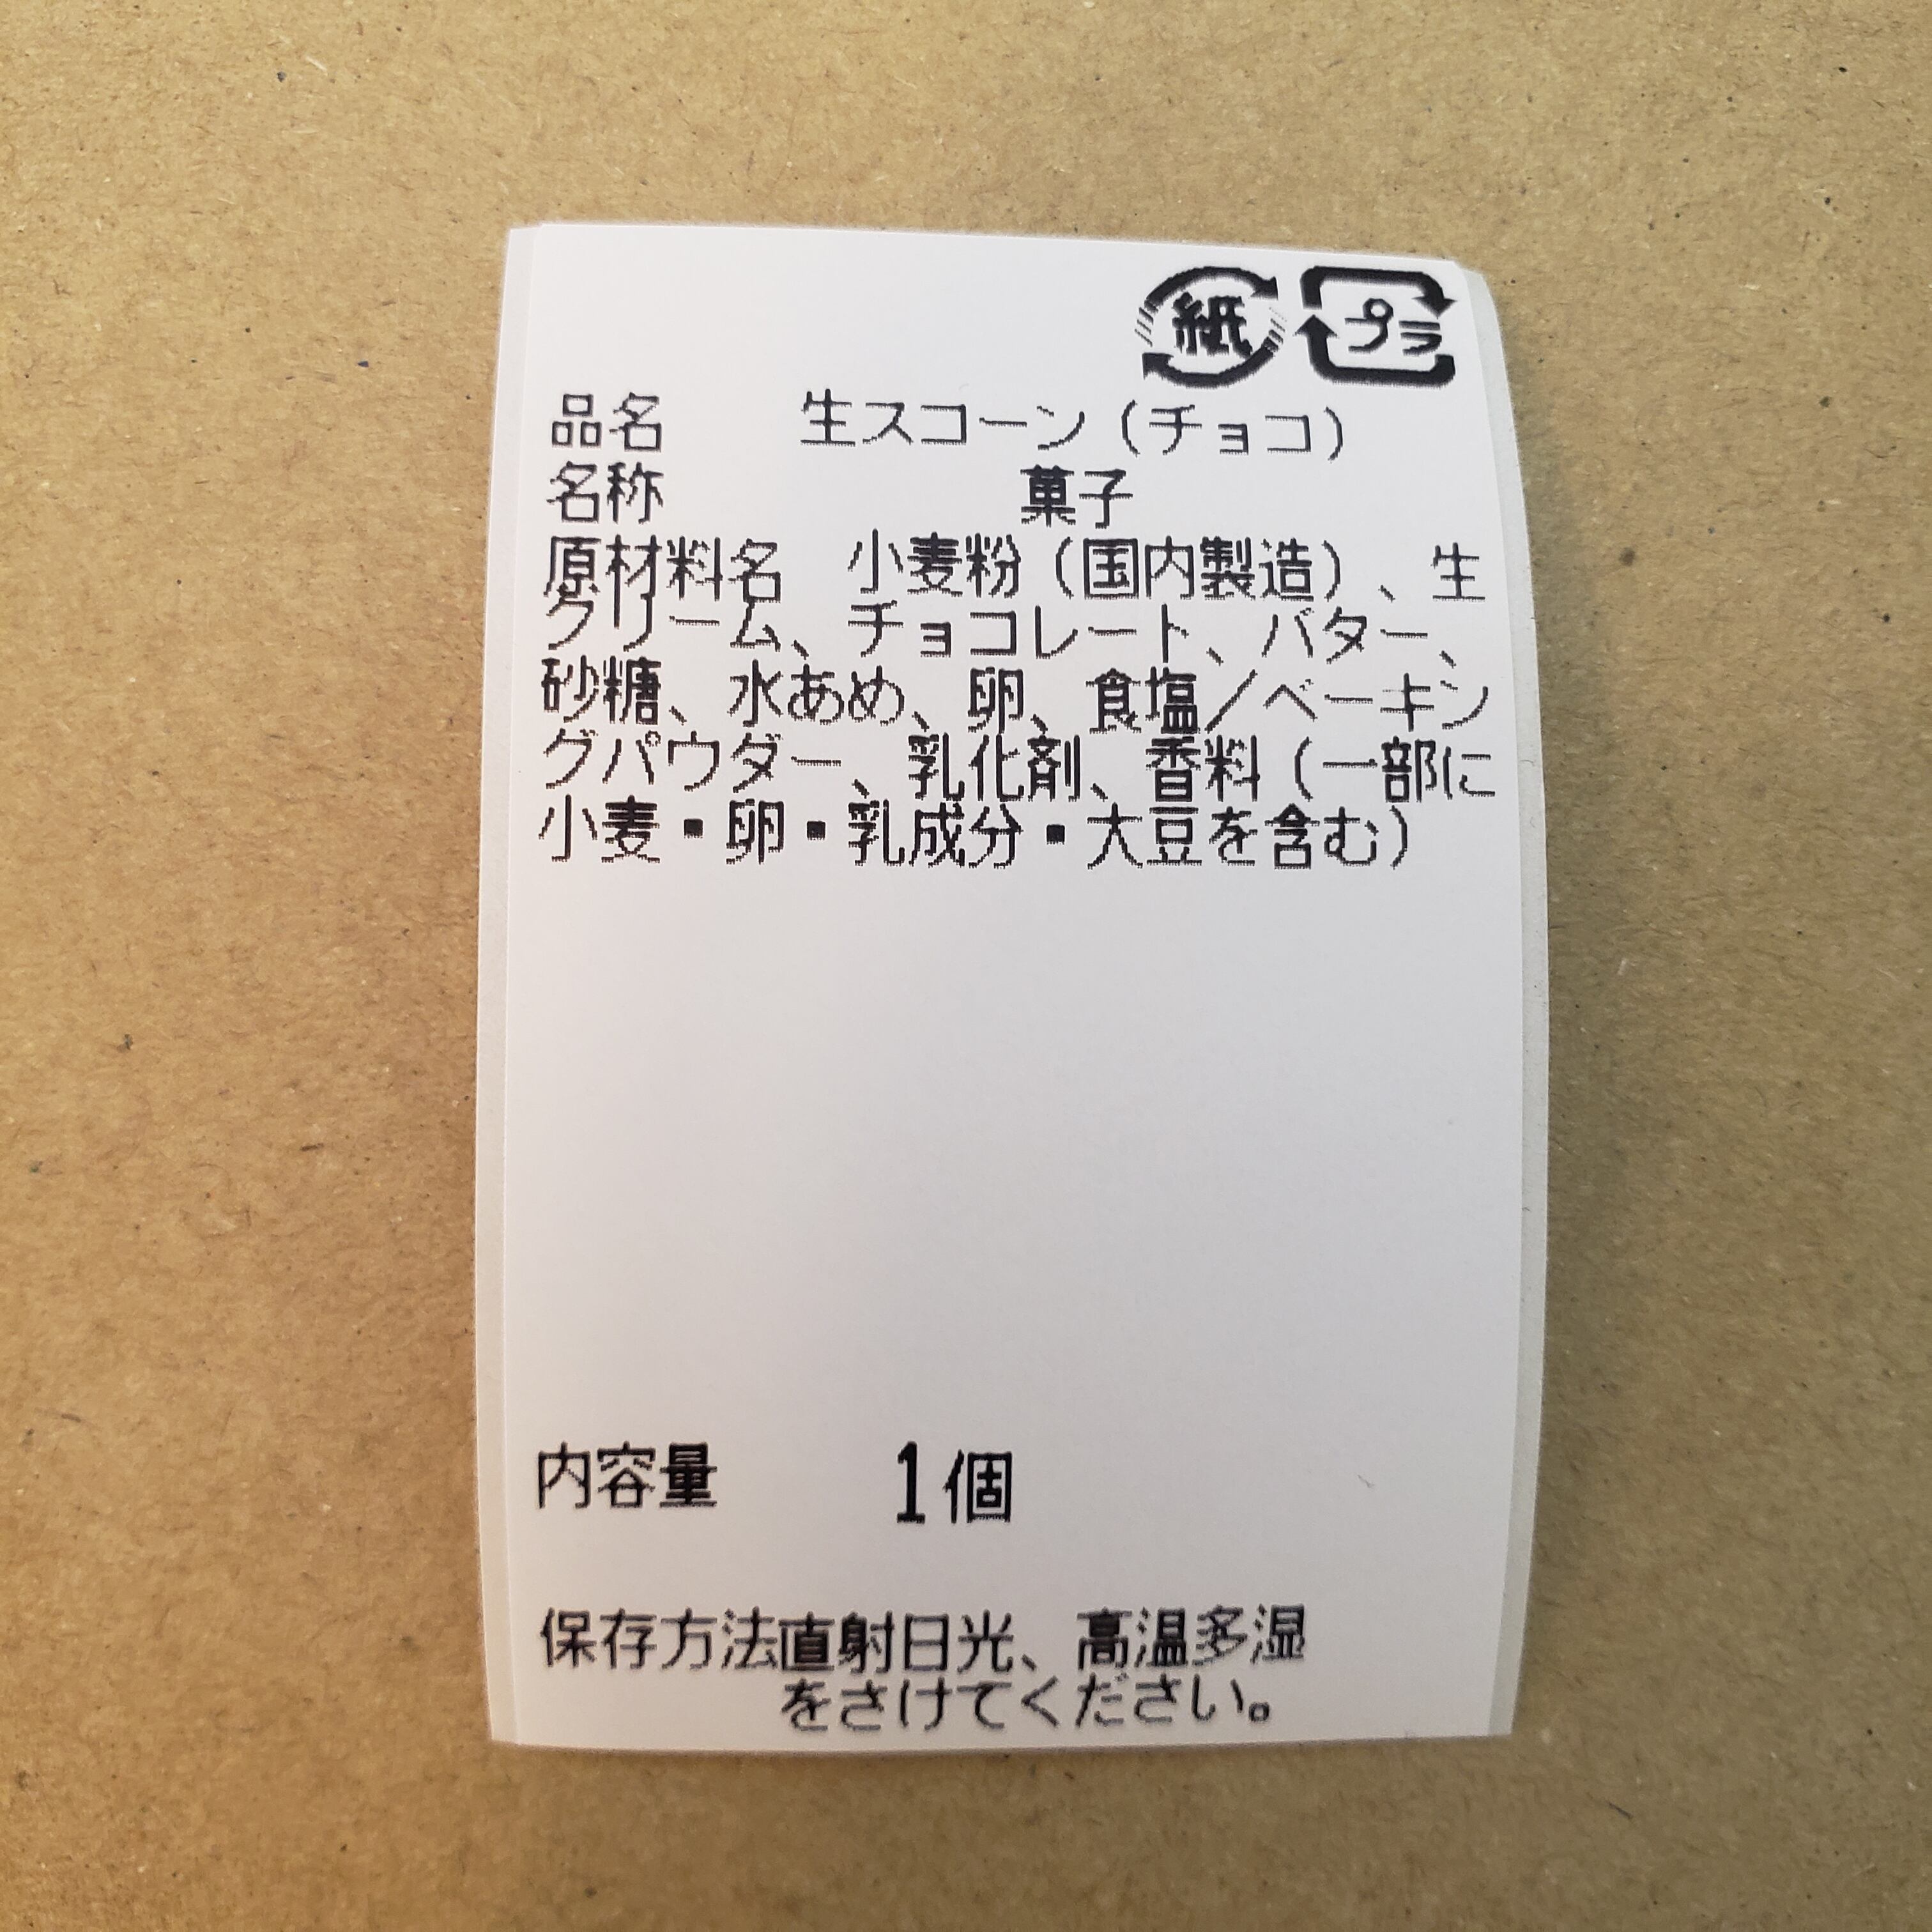 紙 プラ
品名　　生スコーン（チョコ）
名称　　　　　　菓子
原材料名　小麦粉（国内製造）、生
クリーム、チョコレート、バター、
砂糖、水あめ、卵、食塩／ベーキン
グパウダー、乳化剤、香料（一部に
小麦・卵・乳成分・大豆を含む）
内容量　　　1個
保存方法直射日光、高温多湿
をさけてください。